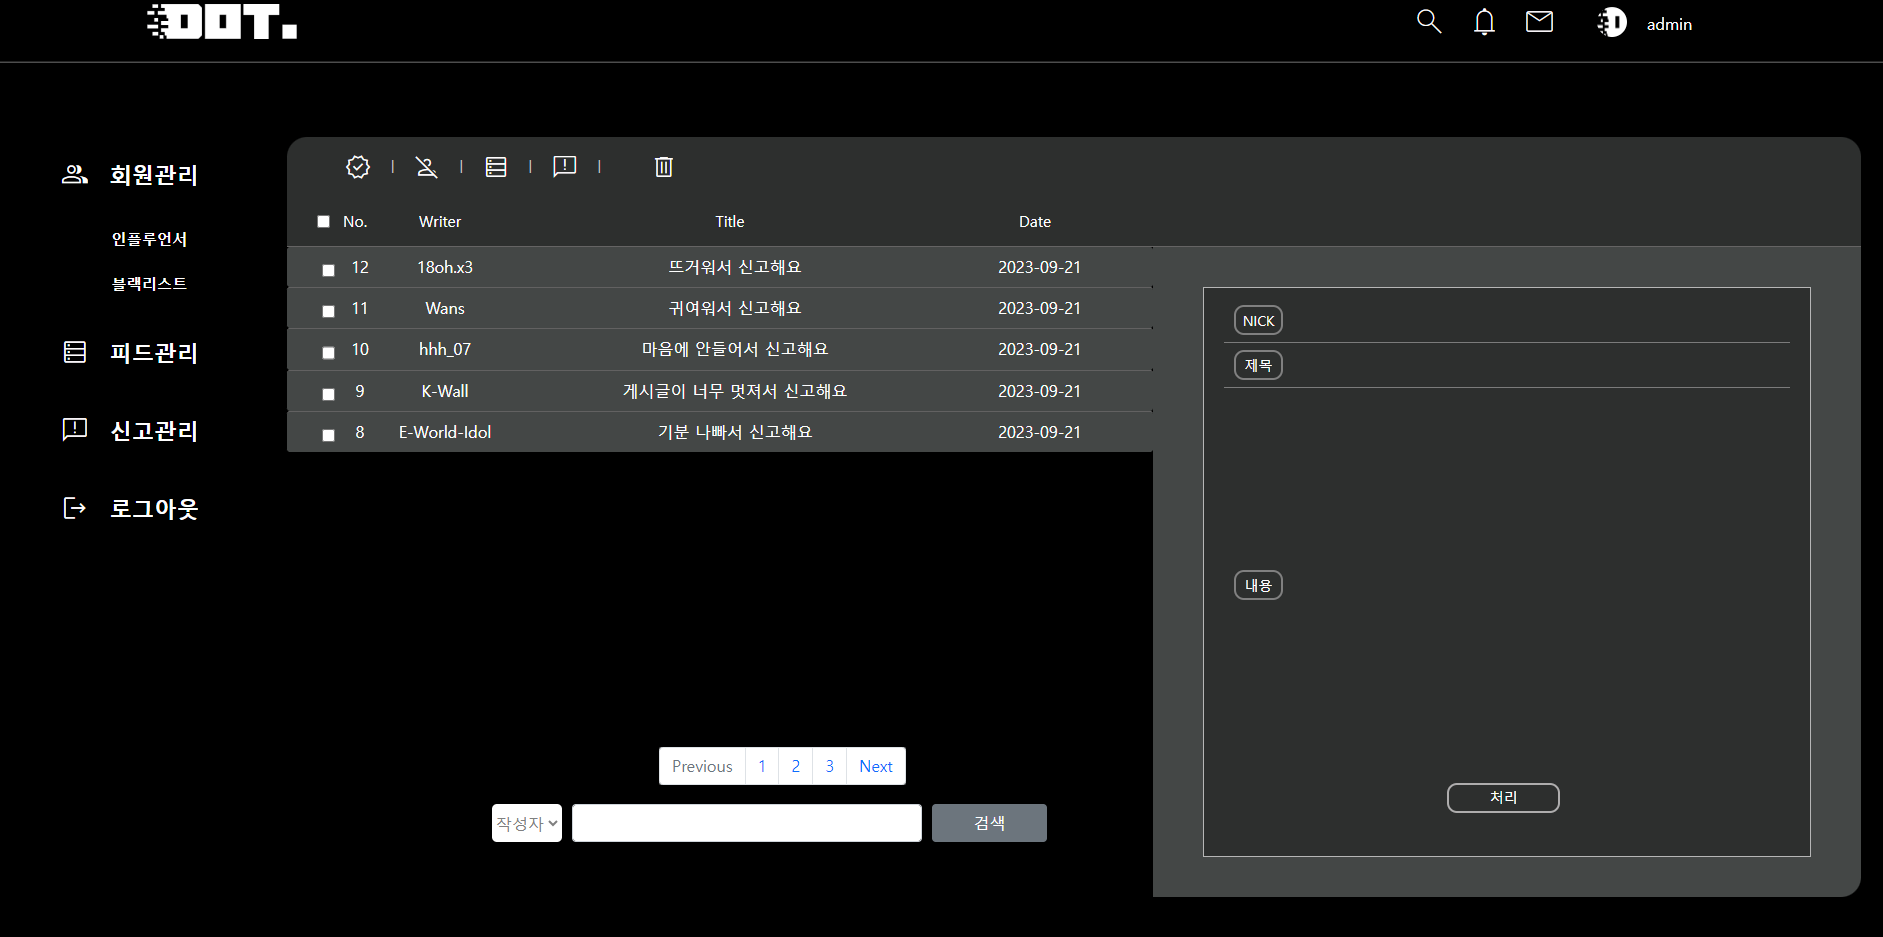 DOT.
admin
회원관리
인플루언서
블랙리스트
피드관리
신고관리
로그아웃
No. Writer Title Date
12 18oh.x3 뜨거워서 신고해요 2023-09-21
11 Wans 귀여워서 신고해요 2023-09-21
10 hhh_07 마음에 안들어서 신고해요 2023-09-21
9 K-Wall 게시글이 너무 멋져서 신고해요 2023-09-21
8 E-World-Idol 기분 나빠서 신고해요 2023-09-21
Previous 1 2 3 Next
작성자 검색
NICK
제목
내용
처리